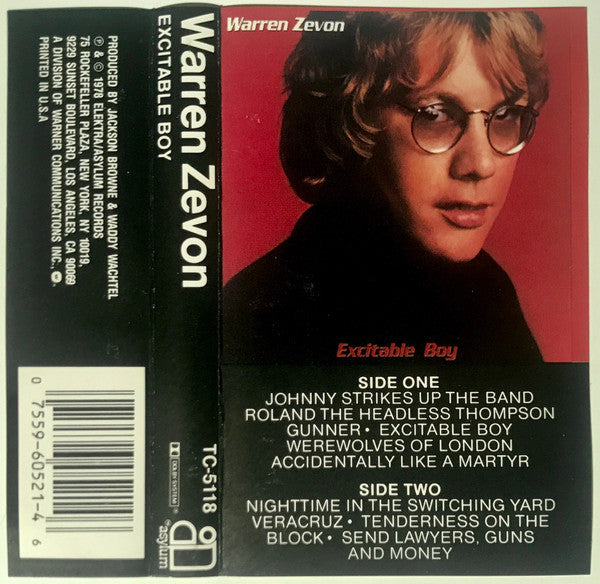 PRODUCED BY JACKSON BROWNE & WADDY WACHTEL
℗ & © 1978 ELEKTRA/ASYLUM RECORDS
75 ROCKEFELLER PLAZA, NEW YORK, NY 10019,
9229 SUNSET BOULEVARD, LOS ANGELES, CA 90069
A DIVISION OF WARNER COMMUNICATIONS INC.,
PRINTED IN U.S.A
0 7559-60521-4 6
Warren Zevon
EXCITABLE BOY
DOLBY SYSTEM
TC-5118
asylum
Warren Zevon
Excitable Boy
SIDE ONE
JOHNNY STRIKES UP THE BAND
ROLAND THE HEADLESS THOMPSON
GUNNER • EXCITABLE BOY
WEREWOLVES OF LONDON
ACCIDENTALLY LIKE A MARTYR
SIDE TWO
NIGHTTIME IN THE SWITCHING YARD
VERACRUZ • TENDERNESS ON THE
BLOCK • SEND LAWYERS, GUNS
AND MONEY